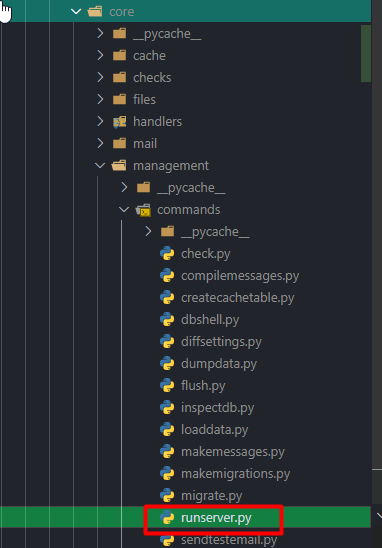 core
__pycache__
cache
checks
files
handlers
mail
management
__pycache__
commands
__pycache__
check.py
compilemessages.py
createcachetable.py
dbshell.py
diffsettings.py
dumpdata.py
flush.py
inspectdb.py
loaddata.py
makemessages.py
makemigrations.py
migrate.py
runserver.py
sendtestemail.py